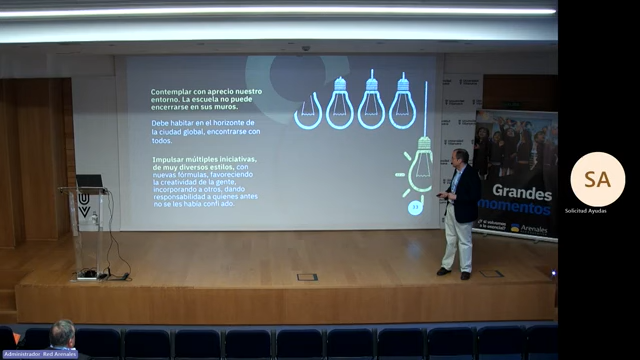 Contemplar con aprecio nuestro
entorno. La escuela no puede
encerrarse en sus muros.
Debe habitar en el horizonte de
la ciudad global, encontrarse con
todos.
Impulsar múltiples iniciativas,
de muy diversos estilos, con
nuevas fórmulas, favoreciendo
la creatividad de la gente,
incorporando a otros, dando
responsabilidad a quienes antes
no se les había confiado.
Grandes
momentos
Arenales
SA
Solicitud Ayudas
Administrador Red Arenales